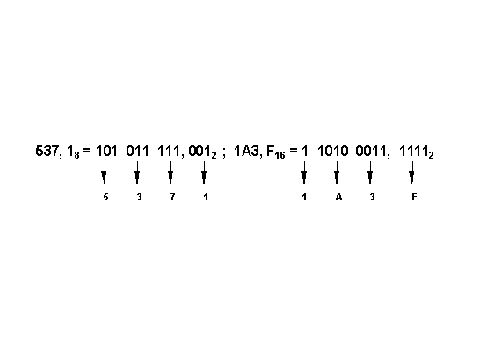 537, 1₈ = 101 011 111, 001₂ ; 1A3, F₁₆ = 1 1010 0011, 1111₂
5 3 7 1 1 A 3 F